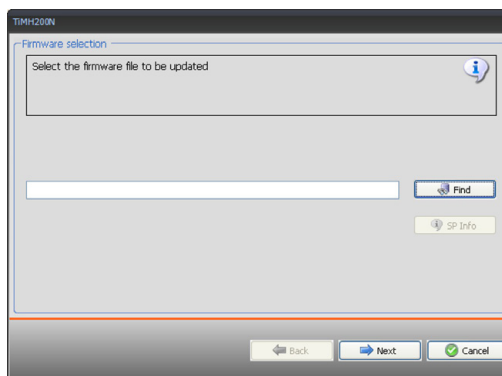 TiMH200N
Firmware selection
Select the firmware file to be updated
Find
SP Info
Back
Next
Cancel